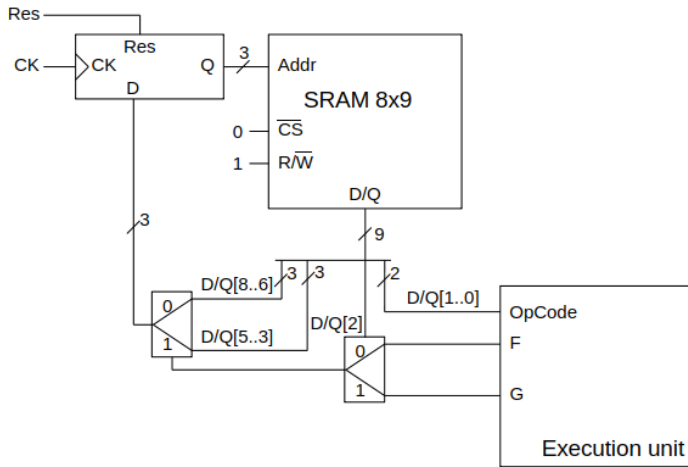 Res
Res
CK
CK
Q
D
3
Addr
SRAM 8x9
0
CS
1
R/W
D/Q
3
9
D/Q[8..6]
3
3
2
D/Q[1..0]
0
1
D/Q[5..3]
D/Q[2]
0
1
OpCode
F
G
Execution unit